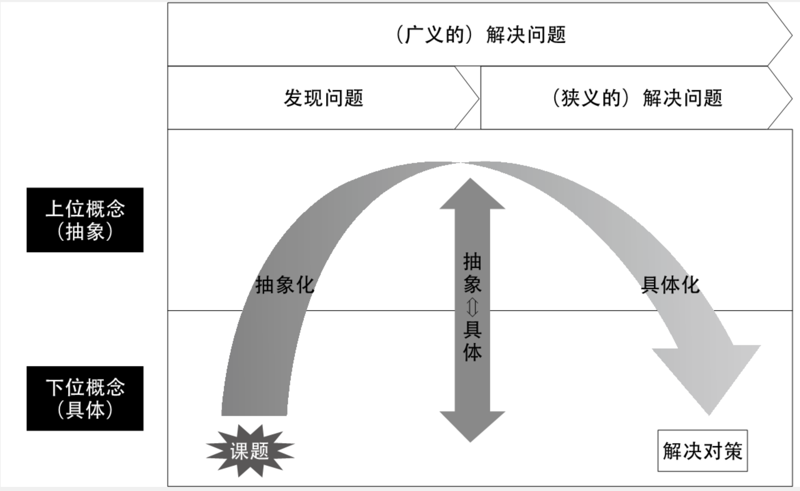 （广义的）解决问题
发现问题
（狭义的）解决问题
上位概念
（抽象）
抽象化
抽象⇕具体
具体化
下位概念
（具体）
课题
解决对策